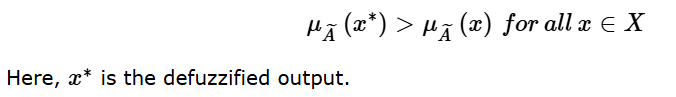 μ_Ã (x*) > μ_Ã (x) for all x ∈ X
Here, x* is the defuzzified output.